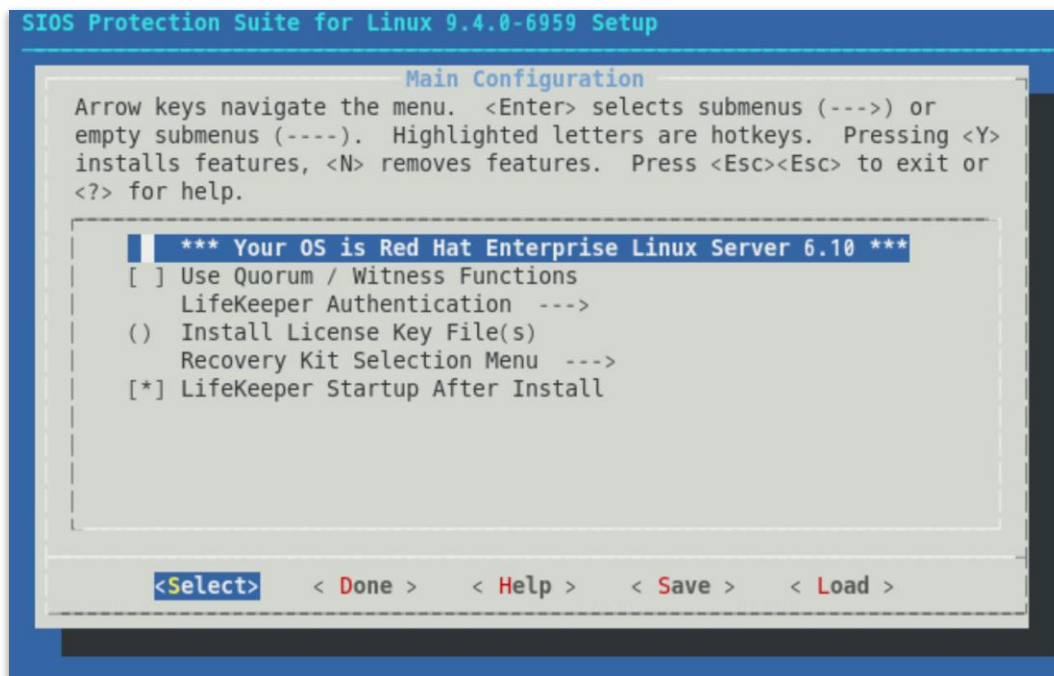 SIOS Protection Suite for Linux 9.4.0-6959 Setup
Main Configuration
Arrow keys navigate the menu.  <Enter> selects submenus (--->) or
empty submenus (----).  Highlighted letters are hotkeys.  Pressing <Y>
installs features, <N> removes features.  Press <Esc><Esc> to exit or
<?> for help.
*** Your OS is Red Hat Enterprise Linux Server 6.10 ***
[ ] Use Quorum / Witness Functions
LifeKeeper Authentication  --->
()  Install License Key File(s)
Recovery Kit Selection Menu  --->
[*] LifeKeeper Startup After Install
<Select>    < Done >    < Help >    < Save >    < Load >